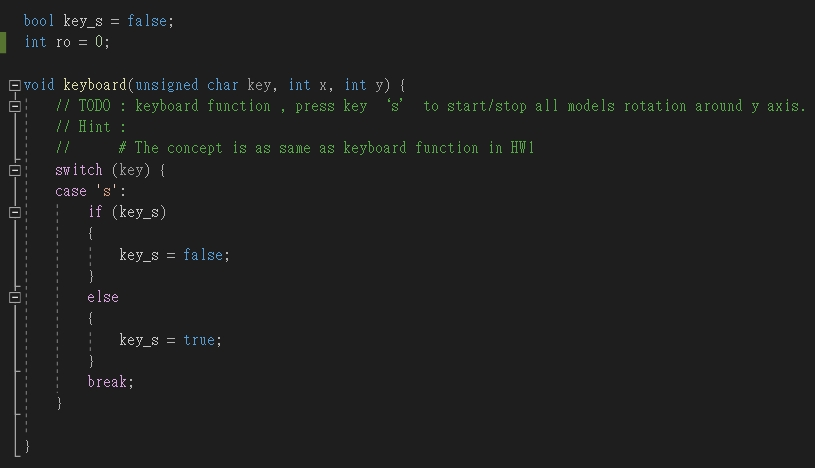 bool key_s = false;
int ro = 0;
void keyboard(unsigned char key, int x, int y) {
// TODO : keyboard function , press key ‘s’ to start/stop all models rotation around y axis.
// Hint :
// # The concept is as same as keyboard function in HW1
switch (key) {
case 's':
if (key_s)
{
key_s = false;
}
else
{
key_s = true;
}
break;
}
}